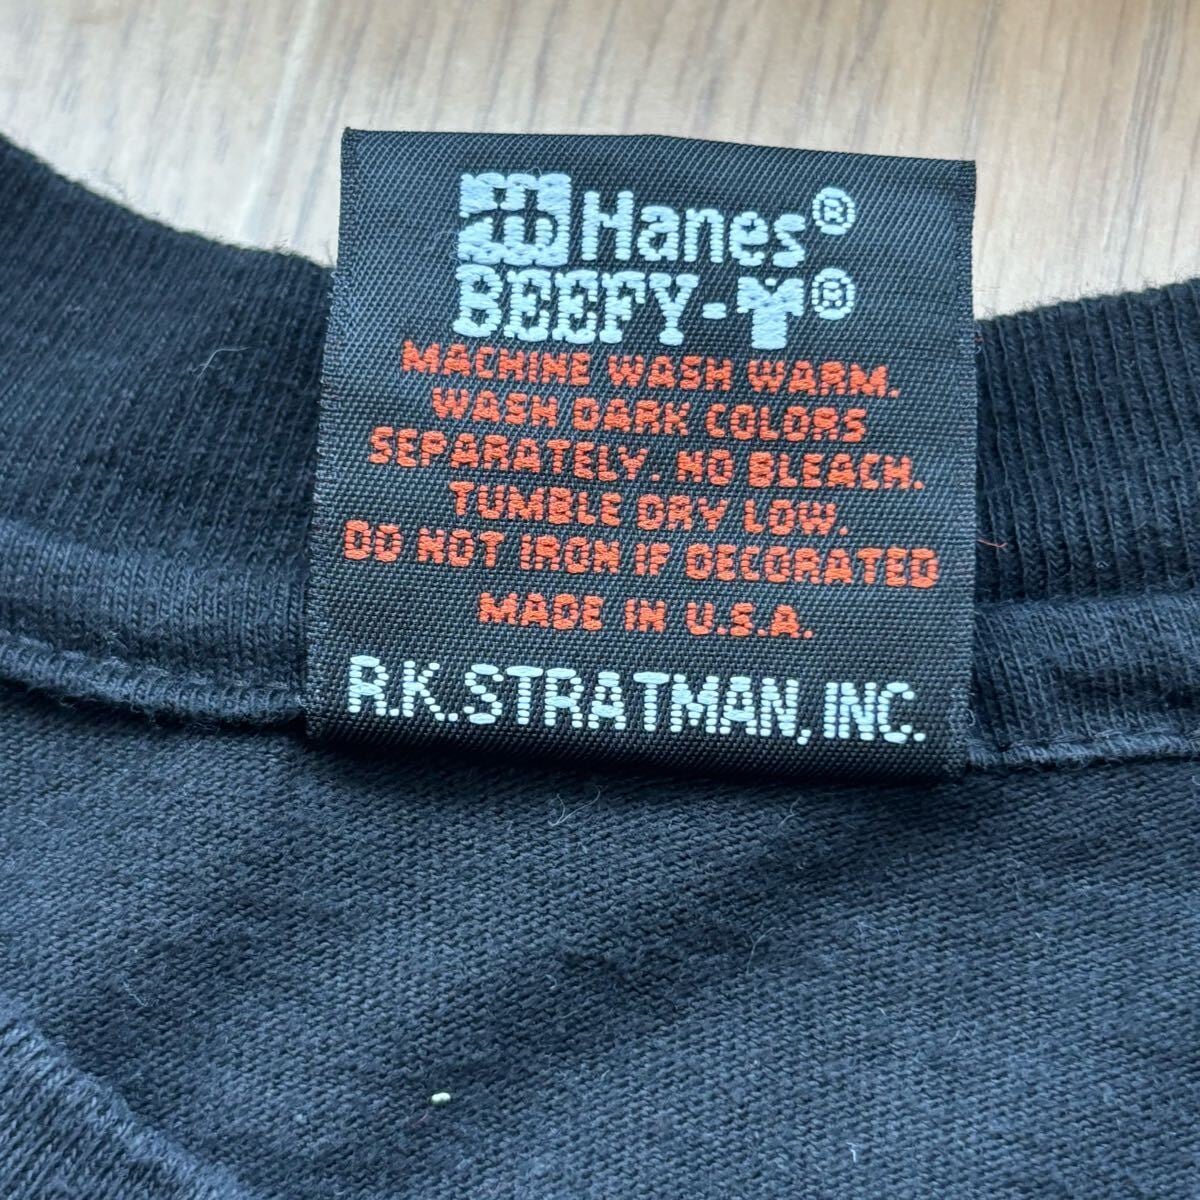 Hanes®
BEEFY-T®
MACHINE WASH WARM.
WASH DARK COLORS
SEPARATELY. NO BLEACH.
TUMBLE DRY LOW.
DO NOT IRON IF DECORATED
MADE IN U.S.A.
R.K. STRATMAN, INC.